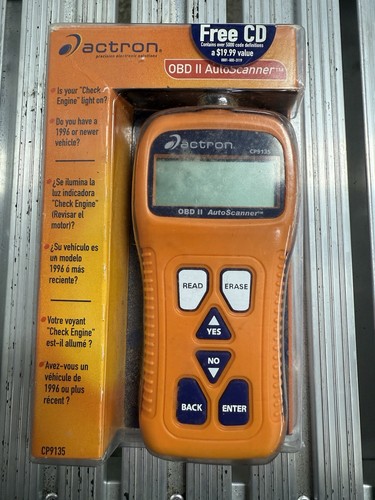 actron.
precision electronic solutions
Free CD
Contains over 5000 code definitions
a $19.99 value
OBD II AutoScanner™
Is your "Check
Engine" light on?
Do you have a
1996 or newer
vehicle?
¿Se ilumina la
luz indicadora
"Check Engine"
(Revisar el
motor)?
¿Su vehículo es
un modelo
1996 ó más
reciente?
Votre voyant
"Check Engine"
est-il allumé ?
Avez-vous un
véhicule de
1996 ou plus
récent ?
CP9135
actron.
CP9135
OBD II AutoScanner™
READ
ERASE
YES
NO
BACK
ENTER